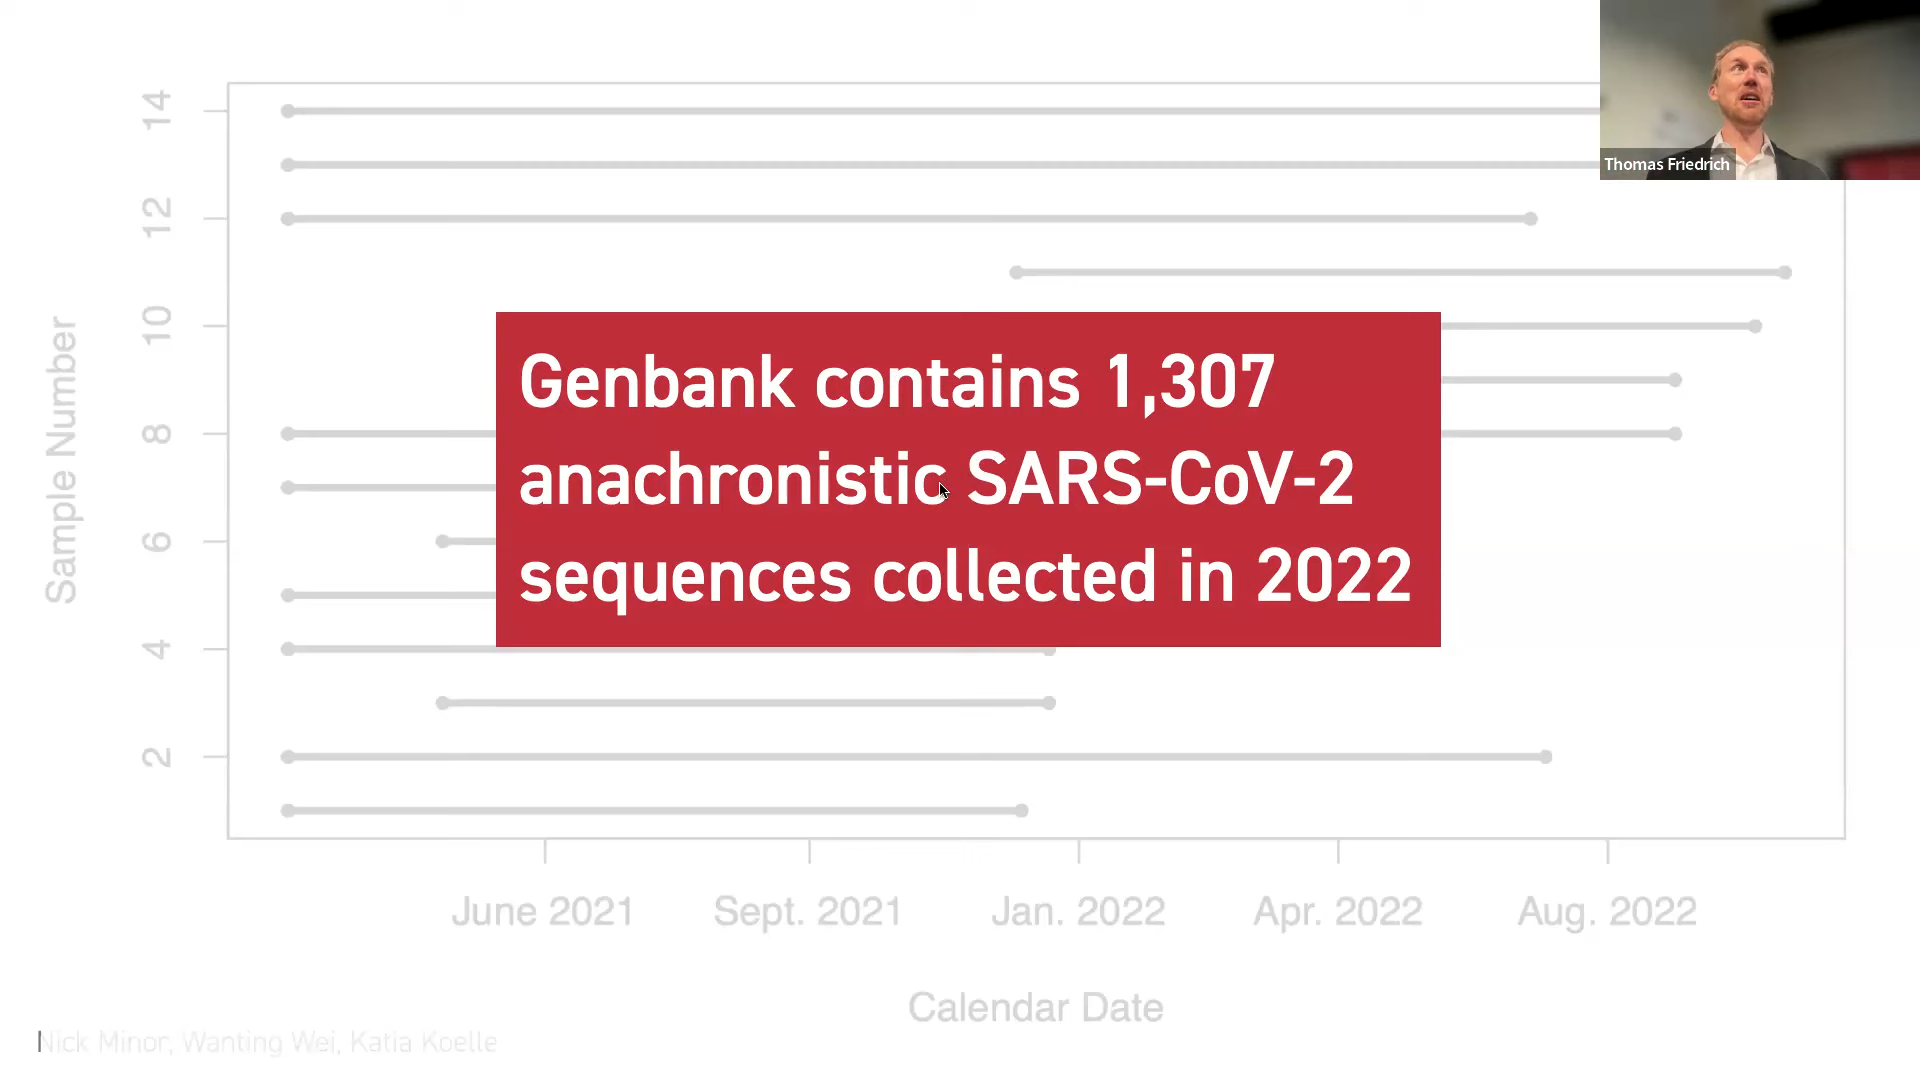 Thomas Friedrich
Genbank contains 1,307
anachronistic SARS-CoV-2
sequences collected in 2022
Sample Number
14
12
10
8
6
4
2
June 2021
Sept. 2021
Jan. 2022
Apr. 2022
Aug. 2022
Calendar Date
Nick Minor, Wanting Wei, Katia Koelle